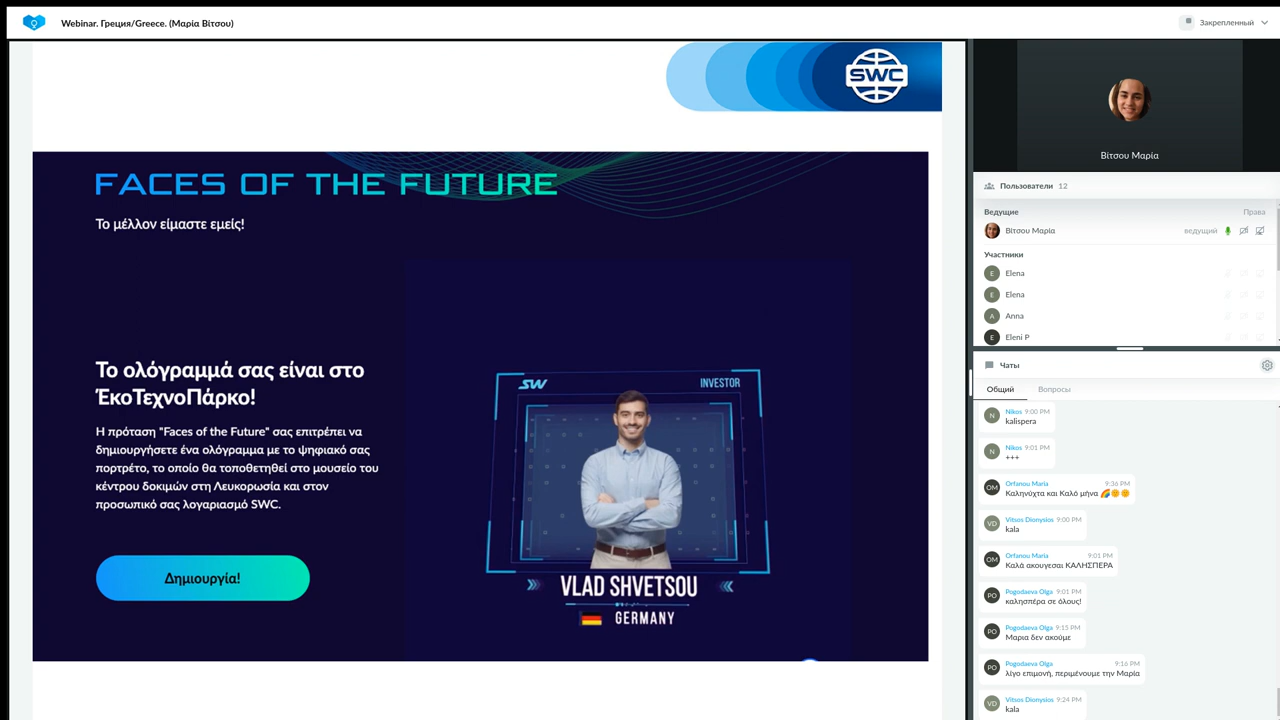 Webinar. Греция/Greece. (Μαρία Βίτσου)
Закрепленный
SWC
FACES OF THE FUTURE
Το μέλλον είμαστε εμείς!
Το ολόγραμμά σας είναι στο
ΈκοΤεχνοΠάρκο!
Η πρόταση "Faces of the Future" σας επιτρέπει να
δημιουργήσετε ένα ολόγραμμα με το ψηφιακό σας
πορτρέτο, το οποίο θα τοποθετηθεί στο μουσείο του
κέντρου δοκιμών στη Λευκορωσία και στον
προσωπικό σας λογαριασμό SWC.
Δημιουργία!
SW
INVESTOR
VLAD SHVETSOU
GERMANY
Βίτσου Μαρία
Пользователи 12
Ведущие Права
Βίτσου Μαρία ведущий
Участники
E Elena
E Elena
A Anna
E Eleni P
Чаты
Общий Вопросы
N Nikos 9:00 PM
kalispera
N Nikos 9:01 PM
+++
OM Orfanou Maria 9:36 PM
Καληνύχτα και Καλό μήνα 🌈🌞🌞
VD Vitsos Dionysios 9:00 PM
kala
OM Orfanou Maria 9:01 PM
Καλά ακουγεσαι ΚΑΛΗΣΠΕΡΑ
PO Pogodaeva Olga 9:01 PM
καλησπέρα σε όλους!
PO Pogodaeva Olga 9:15 PM
Μαρια δεν ακούμε
PO Pogodaeva Olga 9:16 PM
λίγο επιμονή, περιμένουμε την Μαρία
VD Vitsos Dionysios 9:24 PM
kala